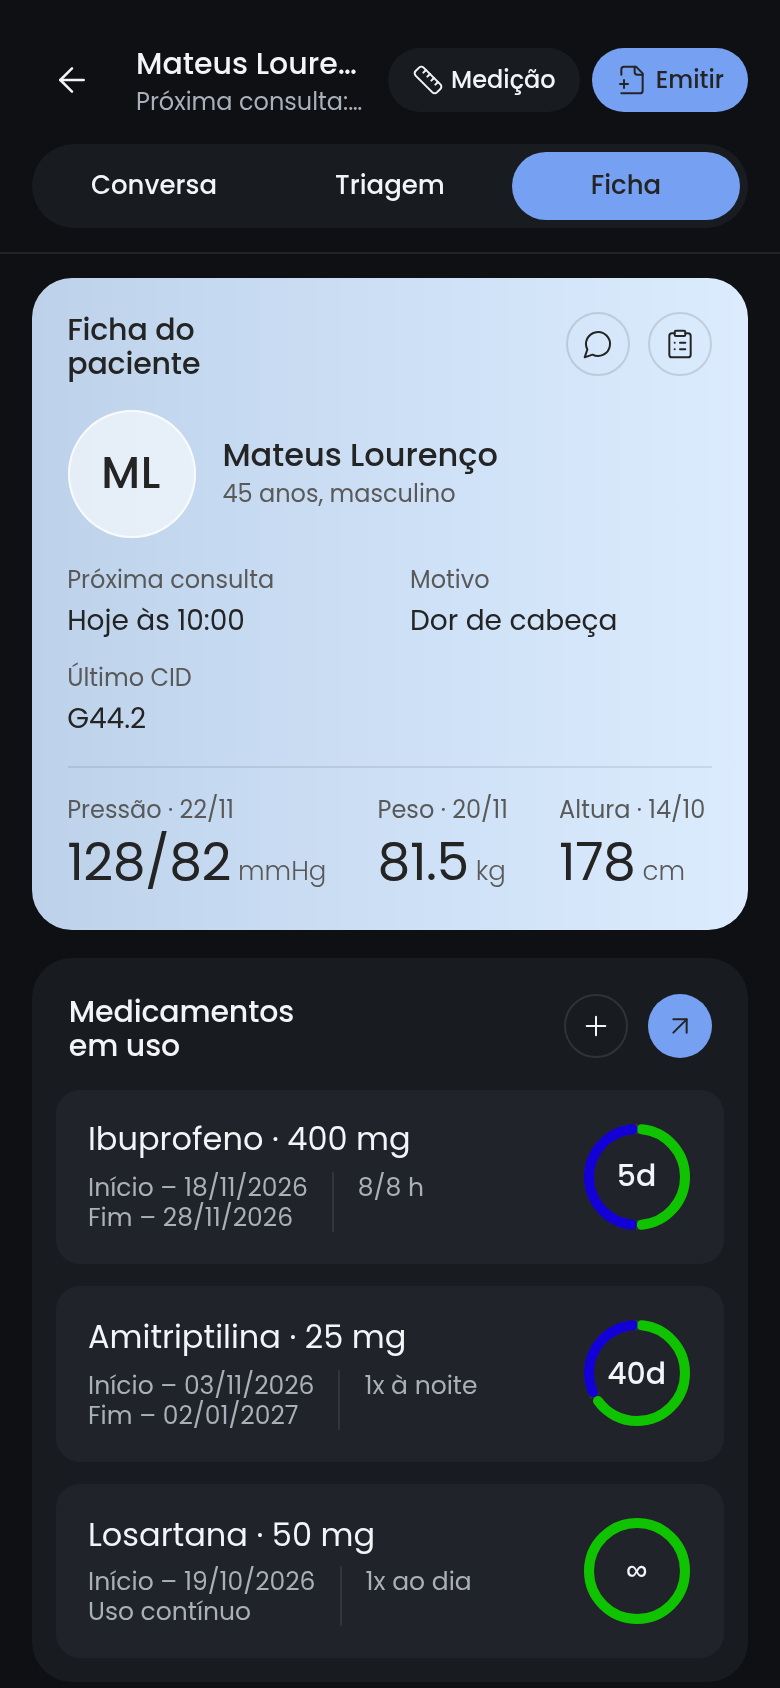 Mateus Loure...
Próxima consulta:...
Medição
Emitir
Conversa
Triagem
Ficha
Ficha do
paciente
ML
Mateus Lourenço
45 anos, masculino
Próxima consulta
Motivo
Hoje às 10:00
Dor de cabeça
Último CID
G44.2
Pressão · 22/11
Peso · 20/11
Altura · 14/10
128/82 mmHg
81.5 kg
178 cm
Medicamentos
em uso
Ibuprofeno · 400 mg
Início – 18/11/2026
8/8 h
Fim – 28/11/2026
5d
Amitriptilina · 25 mg
Início – 03/11/2026
1x à noite
Fim – 02/01/2027
40d
Losartana · 50 mg
Início – 19/10/2026
1x ao dia
Uso contínuo
∞